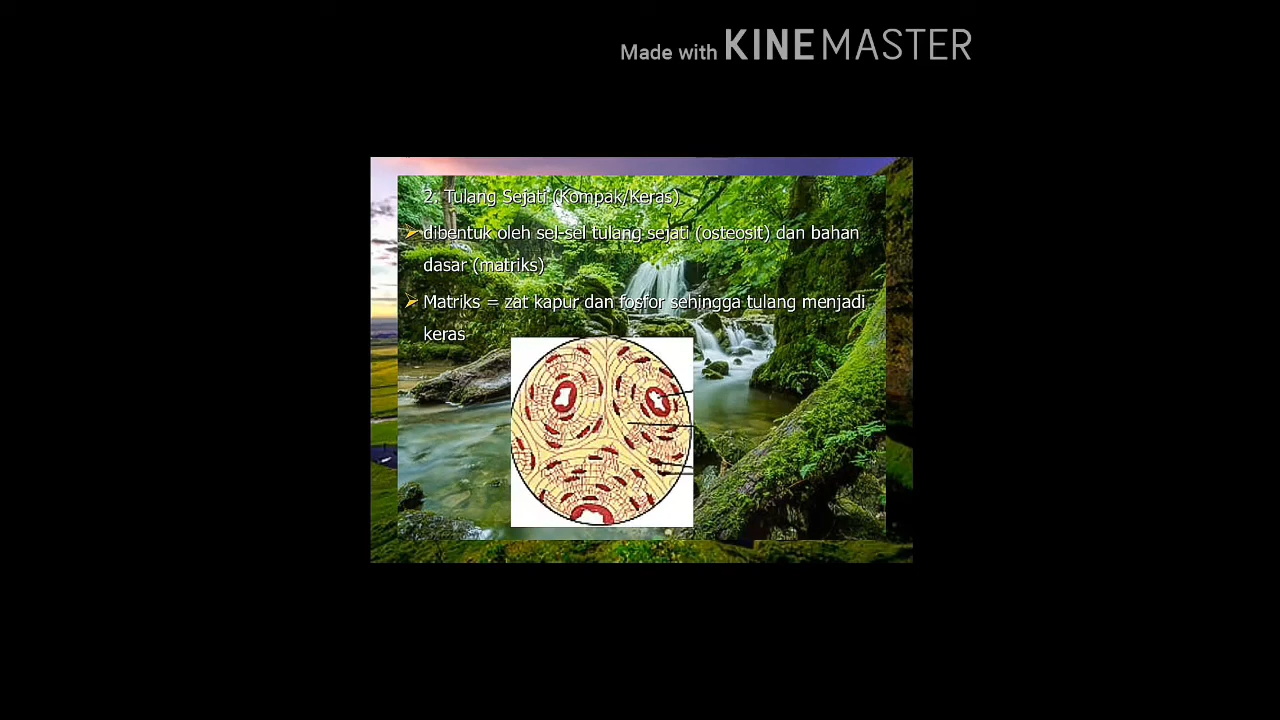 Made with KINEMASTER
2. Tulang Sejati (Kompak/Keras)
dibentuk oleh sel-sel tulang sejati (osteosit) dan bahan
dasar (matriks)
Matriks = zat kapur dan fosfor sehingga tulang menjadi
keras